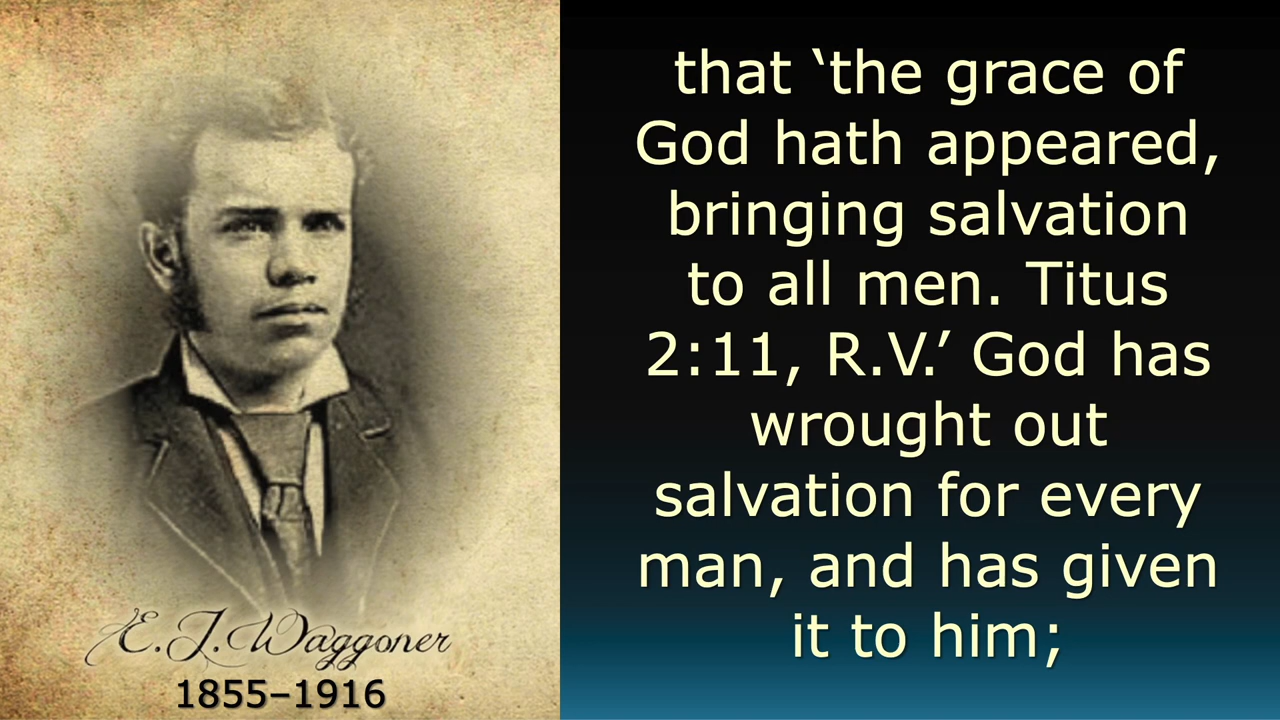 that ‘the grace of
God hath appeared,
bringing salvation
to all men. Titus
2:11, R.V.’ God has
wrought out
salvation for every
man, and has given
it to him;
E. J. Waggoner
1855–1916